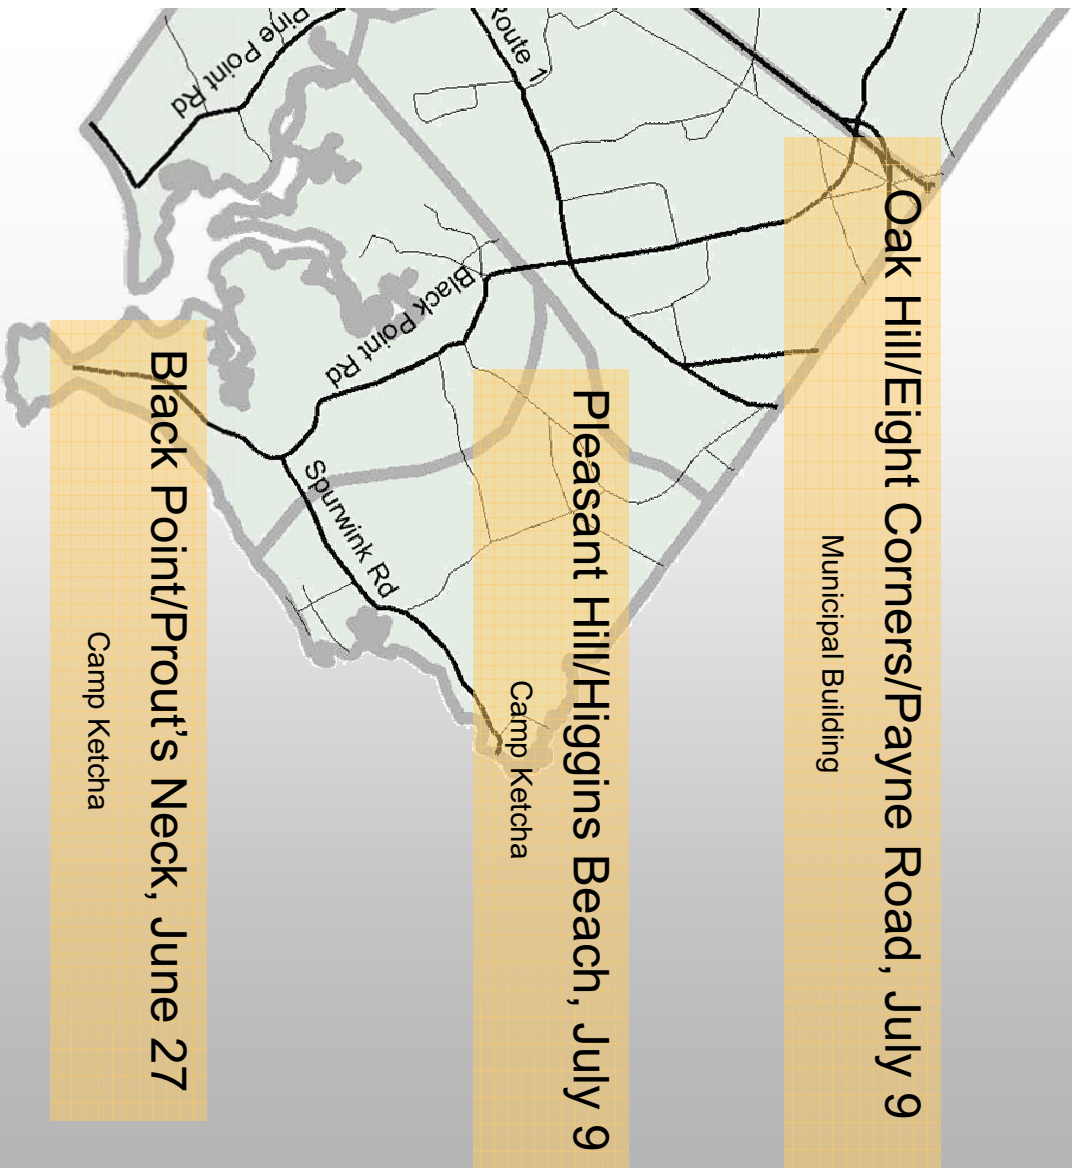 Oak Hill/Eight Corners/Payne Road, July 9
Municipal Building
Pleasant Hill/Higgins Beach, July 9
Camp Ketcha
Black Point/Prout's Neck, June 27
Camp Ketcha
Route 1
Pine Point Rd
Black Point Rd
Spurwink Rd